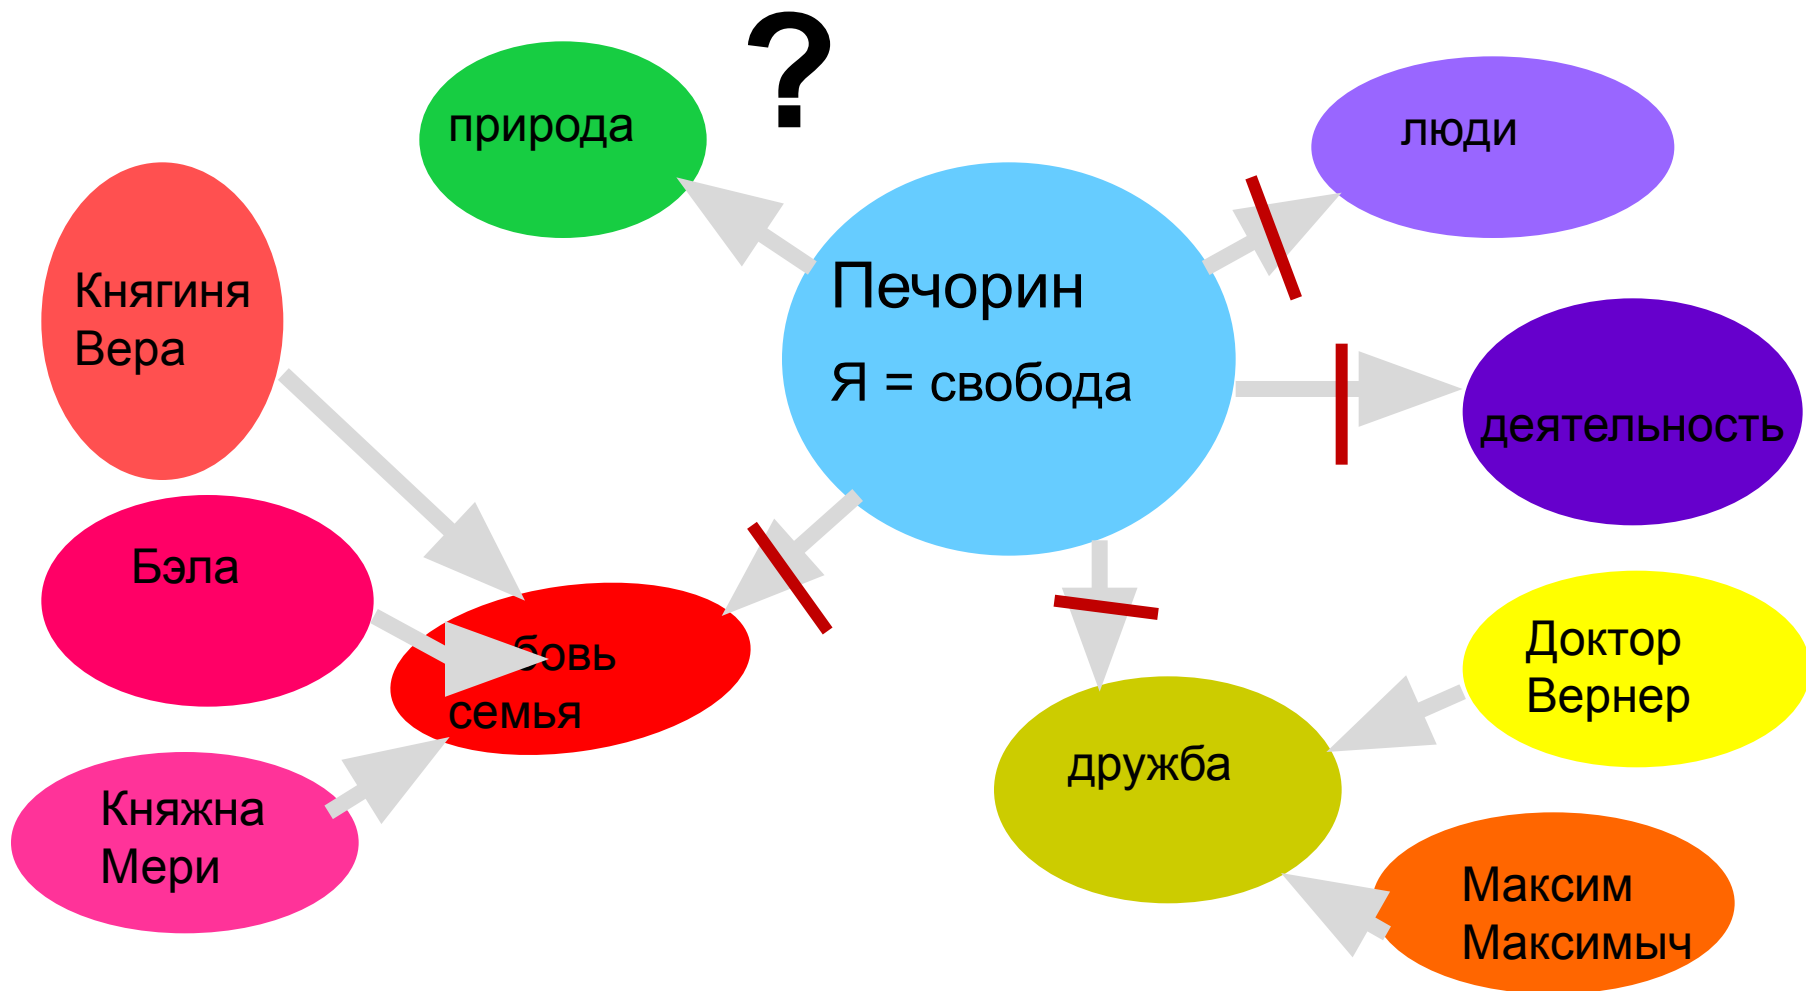 ?
природа
люди
Печорин
Я = свобода
Княгиня
Вера
деятельность
Бэла
бовь
семья
Доктор
Вернер
дружба
Княжна
Мери
Максим
Максимыч